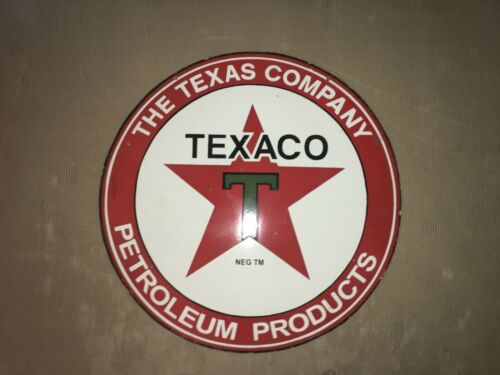 THE TEXAS COMPANY
TEXACO
T
NEG TM
PETROLEUM PRODUCTS